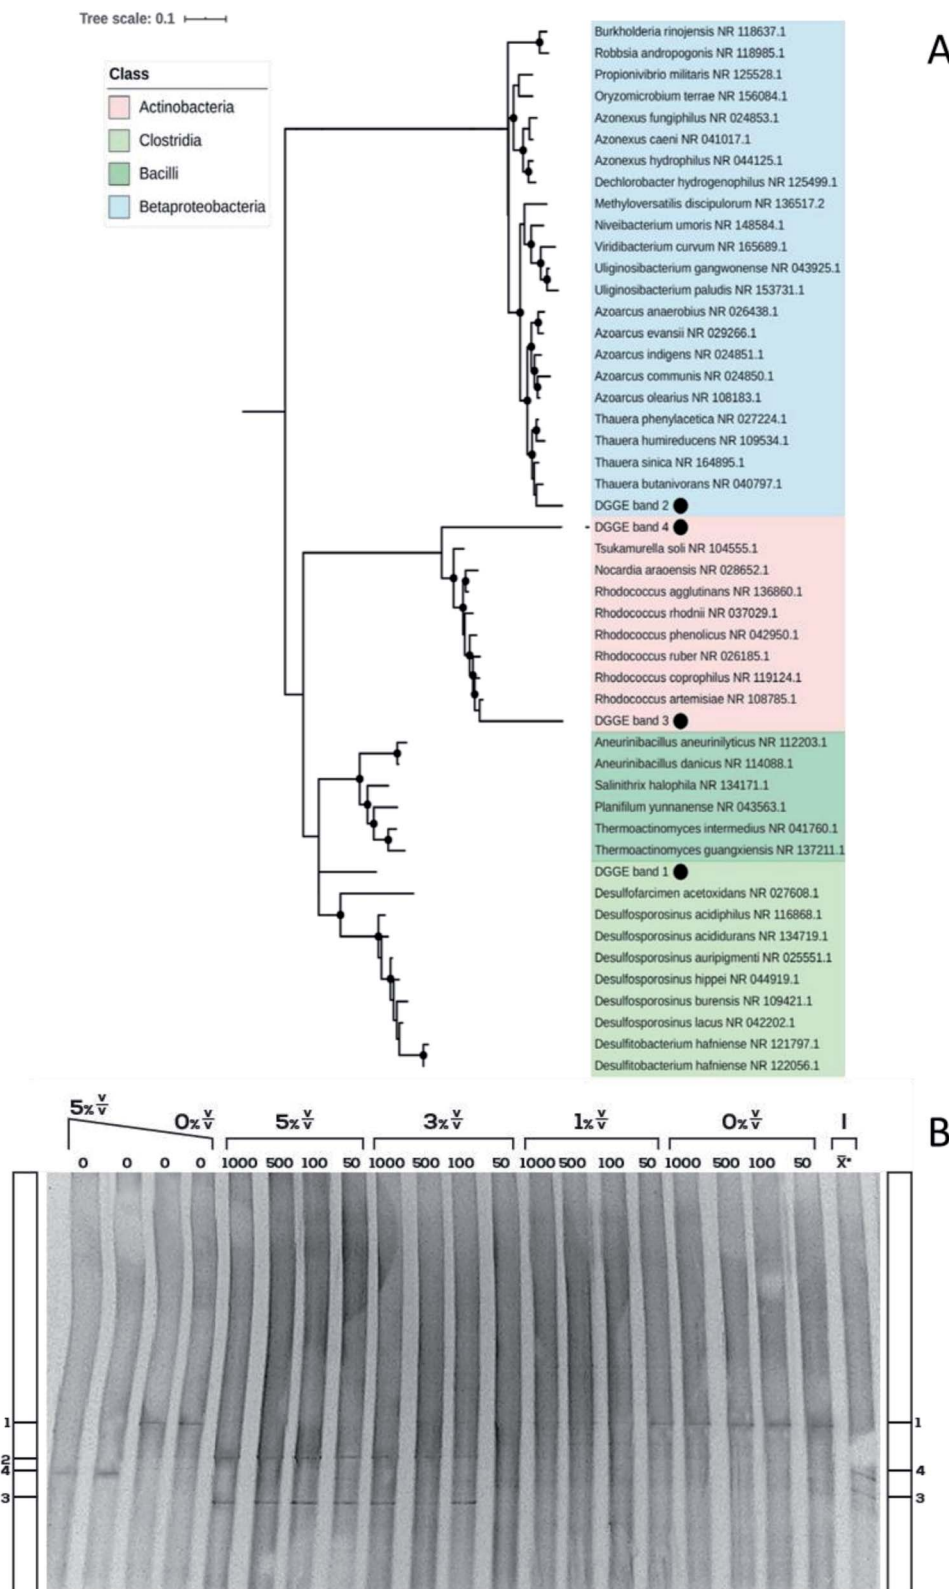 Tree scale: 0.1
A
Class
Actinobacteria
Clostridia
Bacilli
Betaproteobacteria
Burkholderia rinojensis NR 118637.1
Robbsia andropogonis NR 118985.1
Propionivibrio militaris NR 125528.1
Oryzomicrobium terrae NR 156084.1
Azonexus fungiphilus NR 024853.1
Azonexus caeni NR 041017.1
Azonexus hydrophilus NR 044125.1
Dechlorobacter hydrogenophilus NR 125499.1
Methyloversatilis discipulorum NR 136517.2
Niveibacterium umoris NR 148584.1
Viridibacterium curvum NR 165689.1
Uliginosibacterium gangwonense NR 043925.1
Uliginosibacterium paludis NR 153731.1
Azoarcus anaerobius NR 026438.1
Azoarcus evansii NR 029266.1
Azoarcus indigens NR 024851.1
Azoarcus communis NR 024850.1
Azoarcus olearius NR 108183.1
Thauera phenylacetica NR 027224.1
Thauera humireducens NR 109534.1
Thauera sinica NR 164895.1
Thauera butanivorans NR 040797.1
DGGE band 2
DGGE band 4
Tsukamurella soli NR 104555.1
Nocardia araoensis NR 028652.1
Rhodococcus agglutinans NR 136860.1
Rhodococcus rhodnii NR 037029.1
Rhodococcus phenolicus NR 042950.1
Rhodococcus ruber NR 026185.1
Rhodococcus coprophilus NR 119124.1
Rhodococcus artemisiae NR 108785.1
DGGE band 3
Aneurinibacillus aneurinilyticus NR 112203.1
Aneurinibacillus danicus NR 114088.1
Salinithrix halophila NR 134171.1
Planifilum yunnanense NR 043563.1
Thermoactinomyces intermedius NR 041760.1
Thermoactinomyces guangxiensis NR 137211.1
DGGE band 1
Desulfofarcimen acetoxidans NR 027608.1
Desulfosporosinus acidiphilus NR 116868.1
Desulfosporosinus acididurans NR 134719.1
Desulfosporosinus auripigmenti NR 025551.1
Desulfosporosinus hippei NR 044919.1
Desulfosporosinus burensis NR 109421.1
Desulfosporosinus lacus NR 042202.1
Desulfitobacterium hafniense NR 121797.1
Desulfitobacterium hafniense NR 122056.1
B
5% v/v 0% v/v 5% v/v 3% v/v 1% v/v 0% v/v I
0 0 0 0 1000 500 100 50 1000 500 100 50 1000 500 100 50 1000 500 100 50 x̄*
1 1
2
4 4
3 3